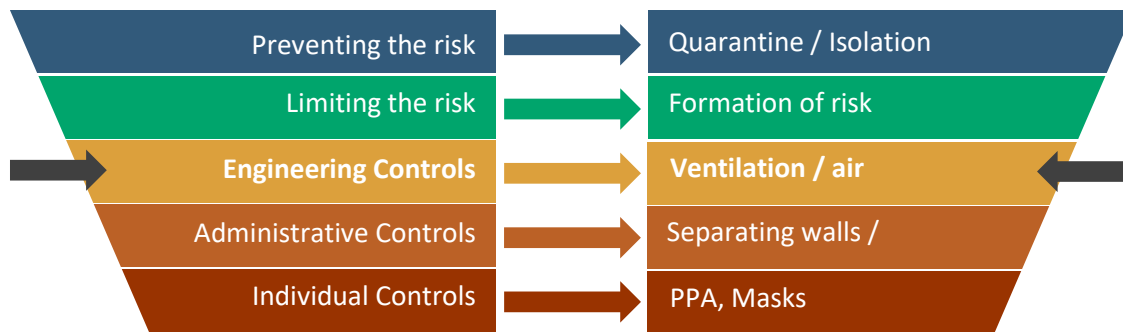 Preventing the risk
Quarantine / Isolation
Limiting the risk
Formation of risk
Engineering Controls
Ventilation / air
Administrative Controls
Separating walls /
Individual Controls
PPA, Masks